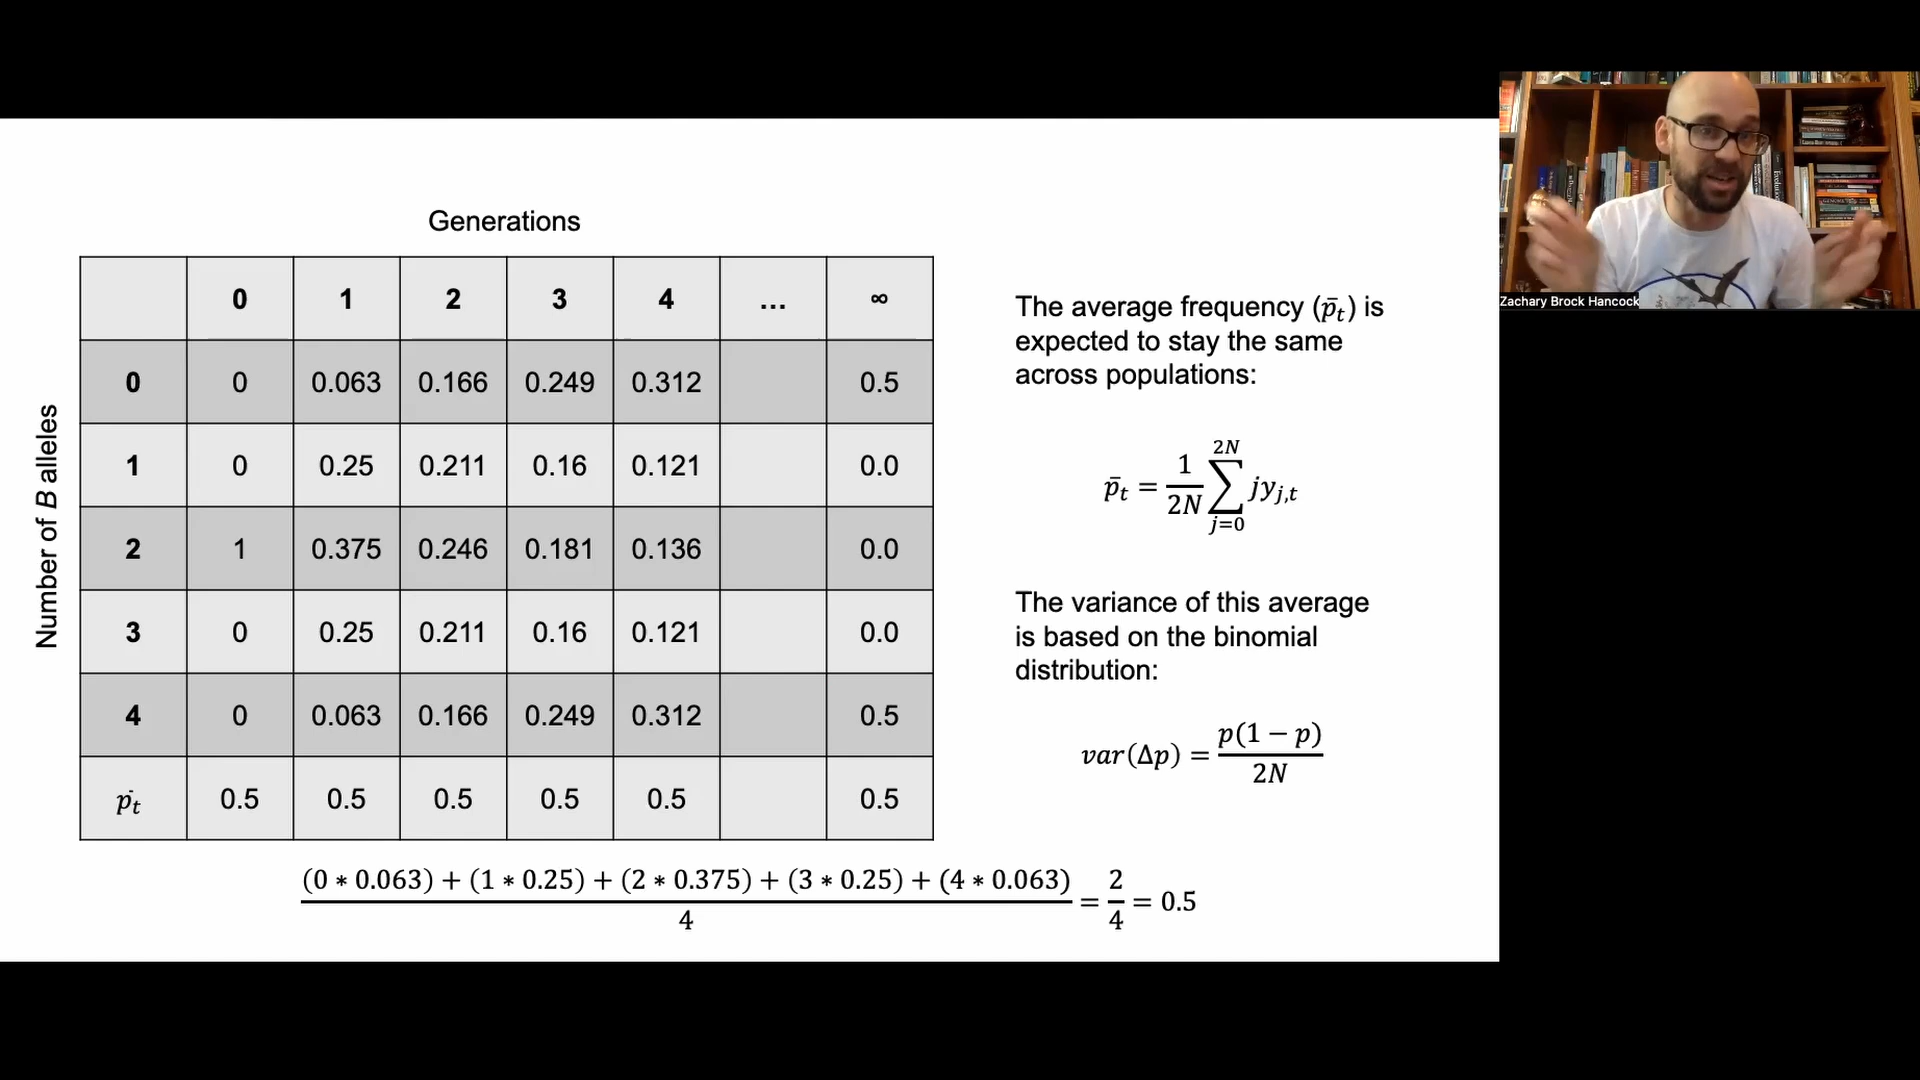 Generations
0 1 2 3 4 ... ∞
0 0 0.063 0.166 0.249 0.312 0.5
1 0 0.25 0.211 0.16 0.121 0.0
2 1 0.375 0.246 0.181 0.136 0.0
3 0 0.25 0.211 0.16 0.121 0.0
4 0 0.063 0.166 0.249 0.312 0.5
p̄t 0.5 0.5 0.5 0.5 0.5 0.5
Number of B alleles
(0 ∗ 0.063) + (1 ∗ 0.25) + (2 ∗ 0.375) + (3 ∗ 0.25) + (4 ∗ 0.063) / 4 = 2/4 = 0.5
The average frequency (p̄t) is
expected to stay the same
across populations:
p̄t = 1/2N ∑ j=0 2N jyj,t
The variance of this average
is based on the binomial
distribution:
var(Δp) = p(1 − p) / 2N
Zachary Brock Hancock